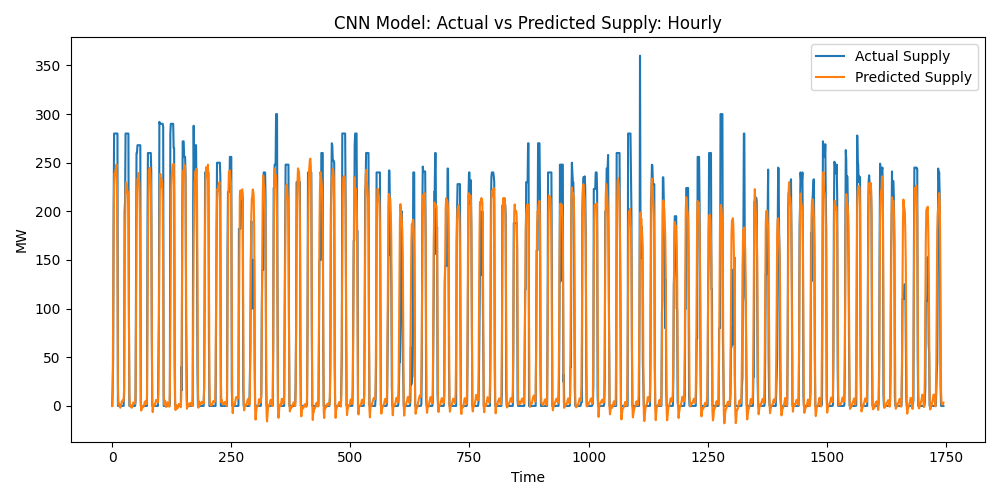 CNN Model: Actual vs Predicted Supply: Hourly
Actual Supply
Predicted Supply
MW
350
300
250
200
150
100
50
0
0 250 500 750 1000 1250 1500 1750
Time